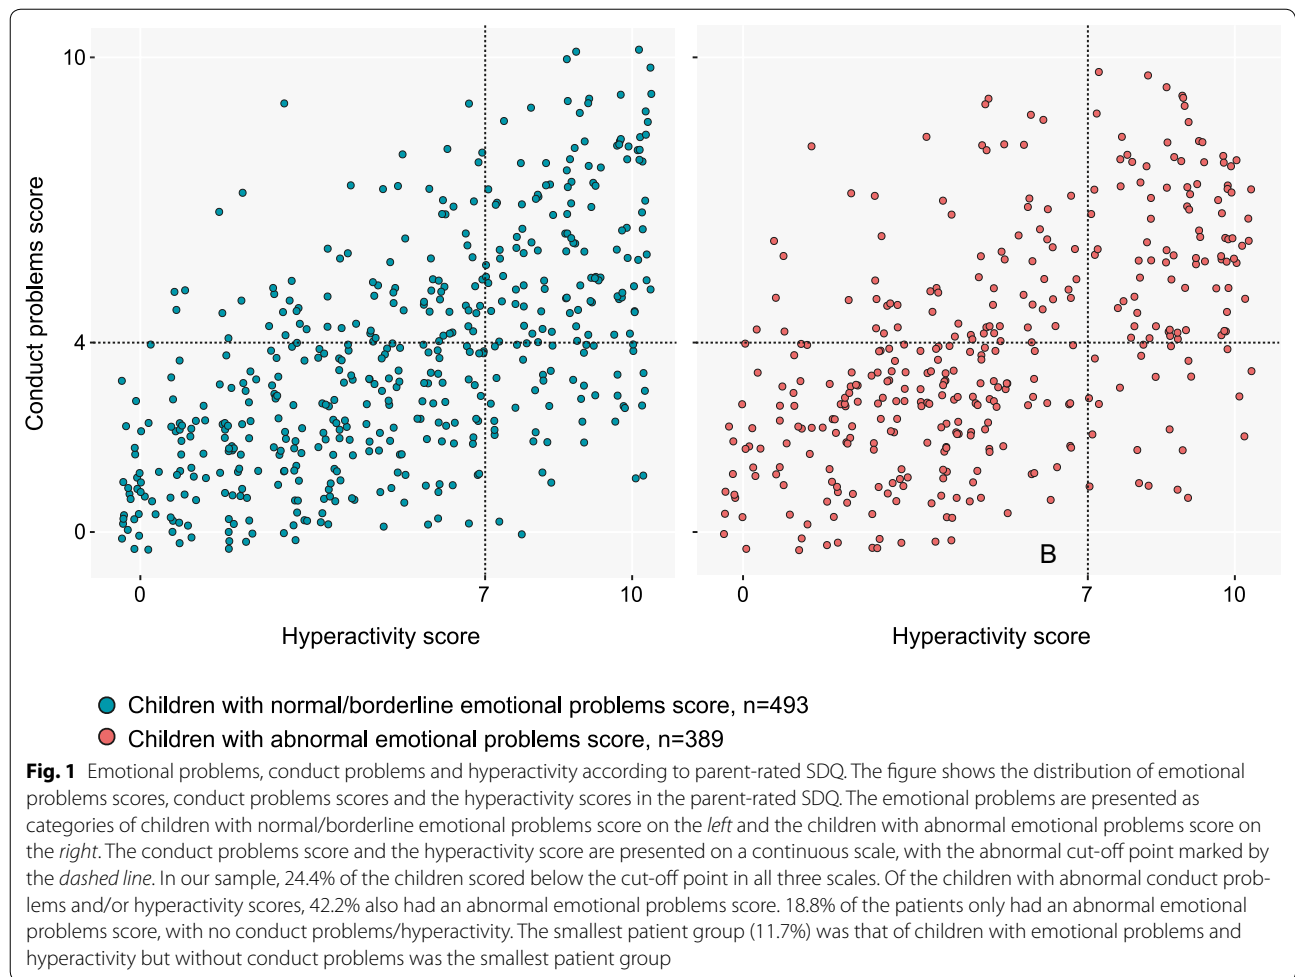 10
4
0
Conduct problems score
B
0 7 10 0 7 10
Hyperactivity score Hyperactivity score
Children with normal/borderline emotional problems score, n=493
Children with abnormal emotional problems score, n=389
Fig. 1 Emotional problems, conduct problems and hyperactivity according to parent-rated SDQ. The figure shows the distribution of emotional
problems scores, conduct problems scores and the hyperactivity scores in the parent-rated SDQ. The emotional problems are presented as
categories of children with normal/borderline emotional problems score on the left and the children with abnormal emotional problems score on
the right. The conduct problems score and the hyperactivity score are presented on a continuous scale, with the abnormal cut-off point marked by
the dashed line. In our sample, 24.4% of the children scored below the cut-off point in all three scales. Of the children with abnormal conduct prob-
lems and/or hyperactivity scores, 42.2% also had an abnormal emotional problems score. 18.8% of the patients only had an abnormal emotional
problems score, with no conduct problems/hyperactivity. The smallest patient group (11.7%) was that of children with emotional problems and
hyperactivity but without conduct problems was the smallest patient group